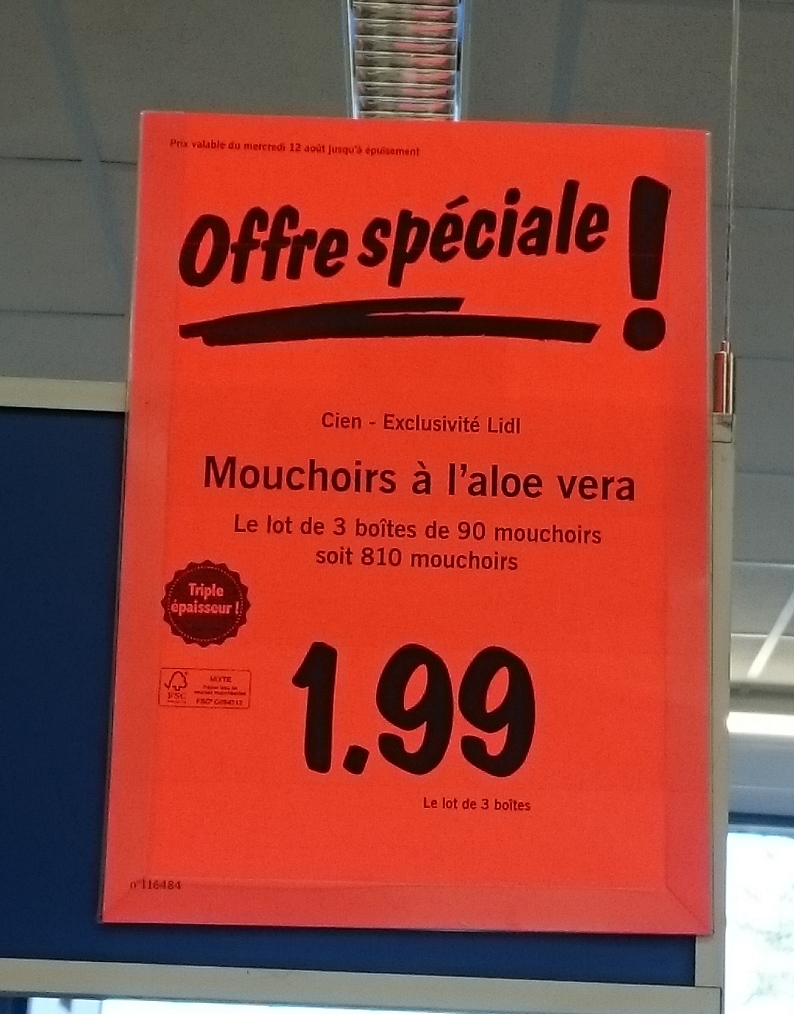 Prix valable du mercredi 12 août jusqu'à épuisement
Offre spéciale !
Cien - Exclusivité Lidl
Mouchoirs à l'aloe vera
Le lot de 3 boîtes de 90 mouchoirs
soit 810 mouchoirs
Triple
épaisseur !
FSC
MIXTE
1.99
Le lot de 3 boîtes
n°116484